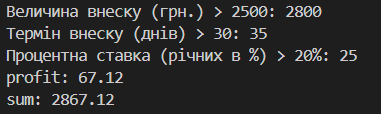 Величина внеску (грн.) > 2500: 2800
Термін внеску (днів) > 30: 35
Процентна ставка (річних в %) > 20%: 25
profit: 67.12
sum: 2867.12